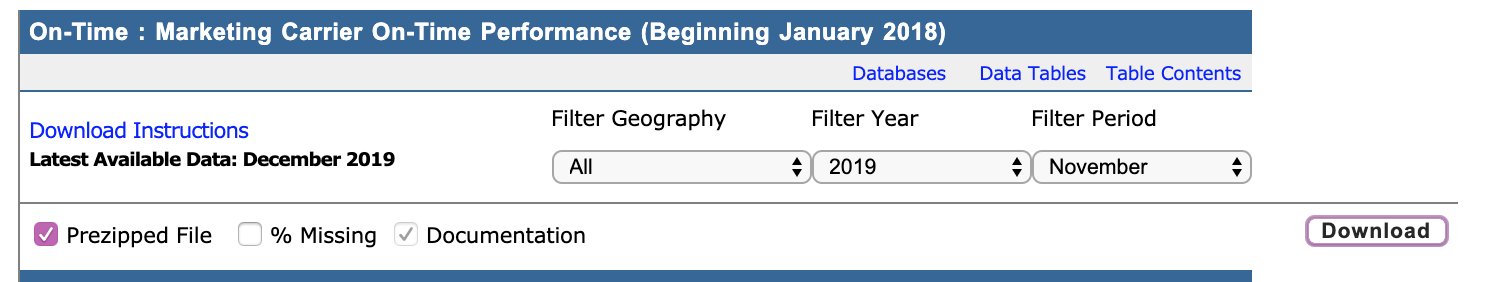 On-Time : Marketing Carrier On-Time Performance (Beginning January 2018)
Databases Data Tables Table Contents
Download Instructions
Latest Available Data: December 2019
Filter Geography Filter Year Filter Period
All 2019 November
Prezipped File % Missing Documentation
Download